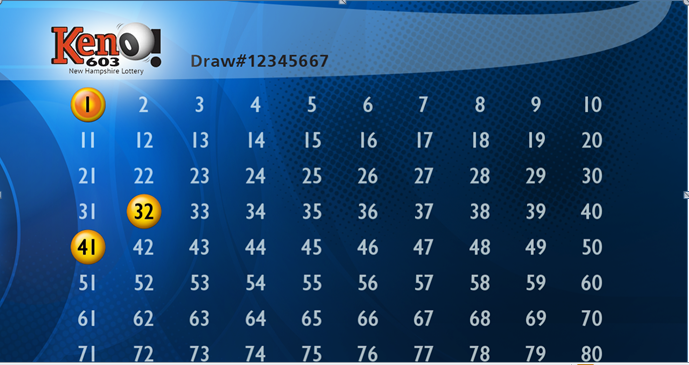 Keno!
603
New Hampshire Lottery
Draw#12345667
1 2 3 4 5 6 7 8 9 10
11 12 13 14 15 16 17 18 19 20
21 22 23 24 25 26 27 28 29 30
31 32 33 34 35 36 37 38 39 40
41 42 43 44 45 46 47 48 49 50
51 52 53 54 55 56 57 58 59 60
61 62 63 64 65 66 67 68 69 70
71 72 73 74 75 76 77 78 79 80